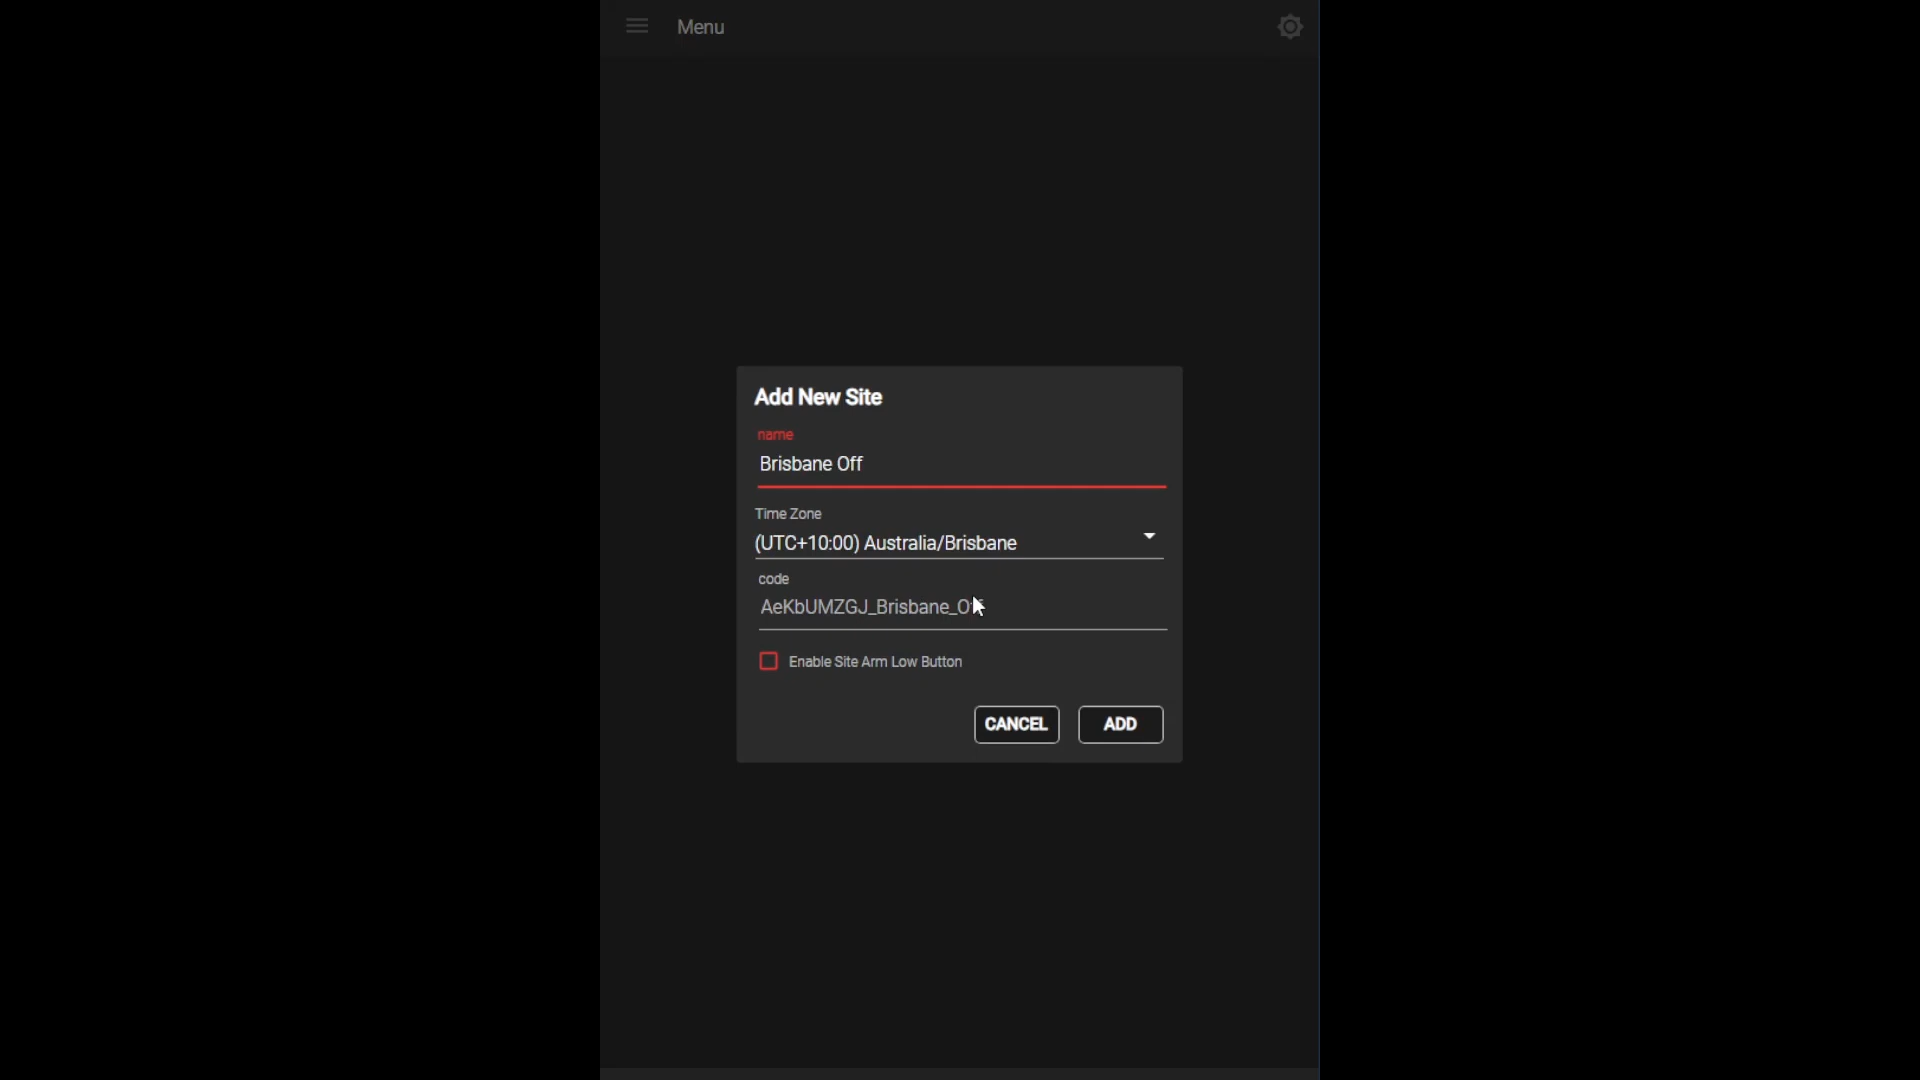 Menu
Add New Site
name
Brisbane Off
Time Zone
(UTC+10:00) Australia/Brisbane
code
AeKbUMZGJ_Brisbane_Off
Enable Site Arm Low Button
CANCEL
ADD